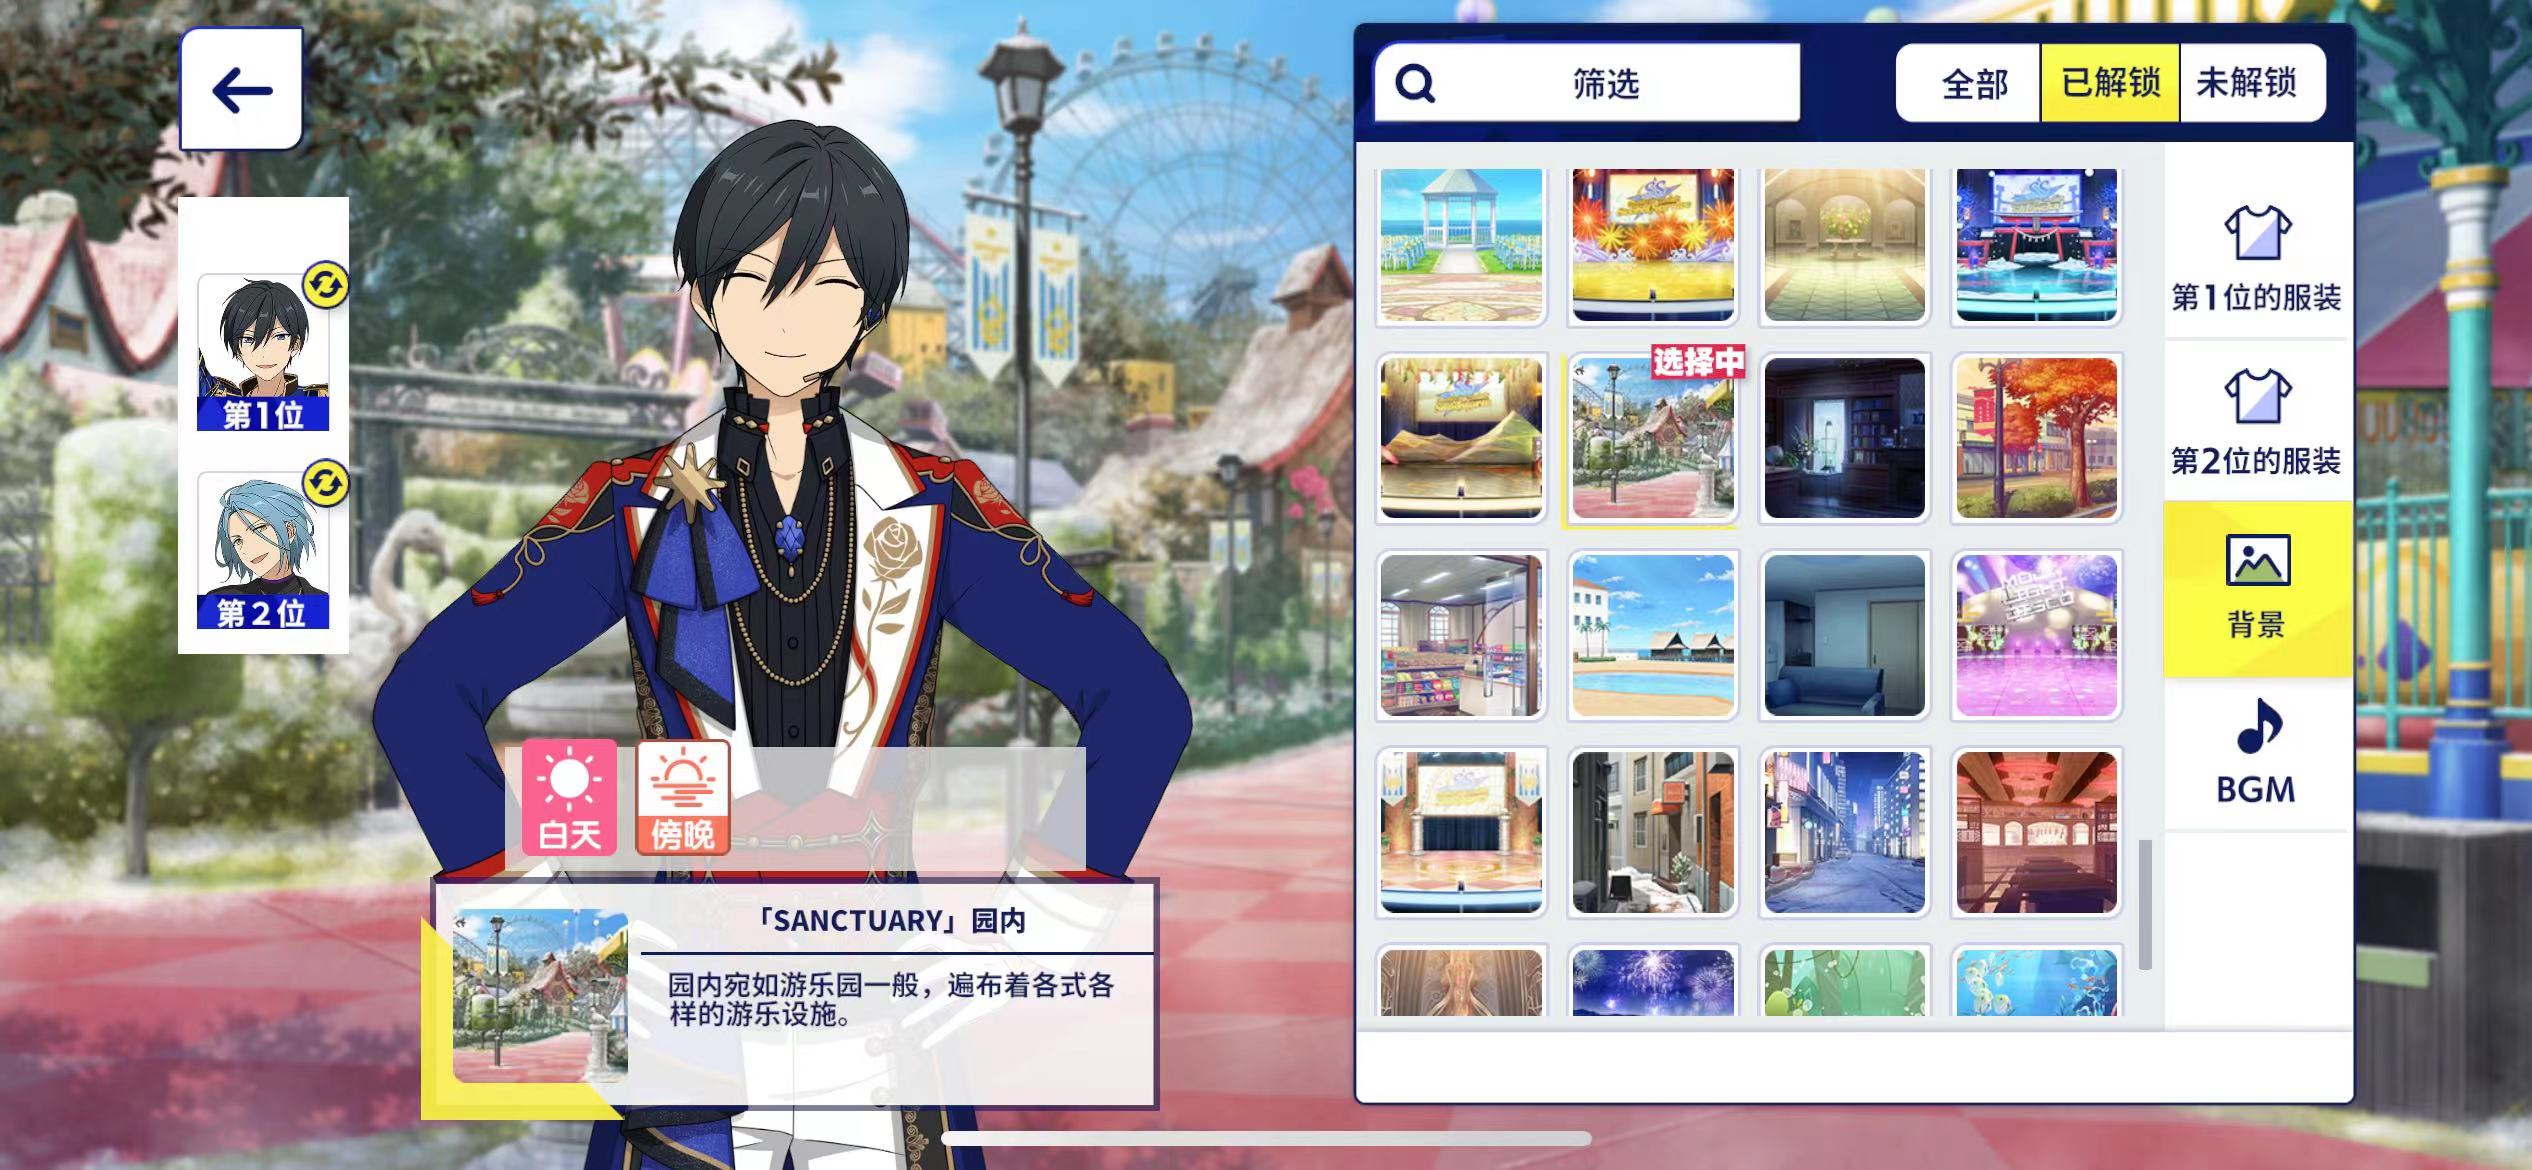 筛选
全部
已解锁
未解锁
第1位
第2位
选择中
第1位的服装
第2位的服装
背景
BGM
白天
傍晚
「SANCTUARY」园内
园内宛如游乐园一般，遍布着各式各
样的游乐设施。